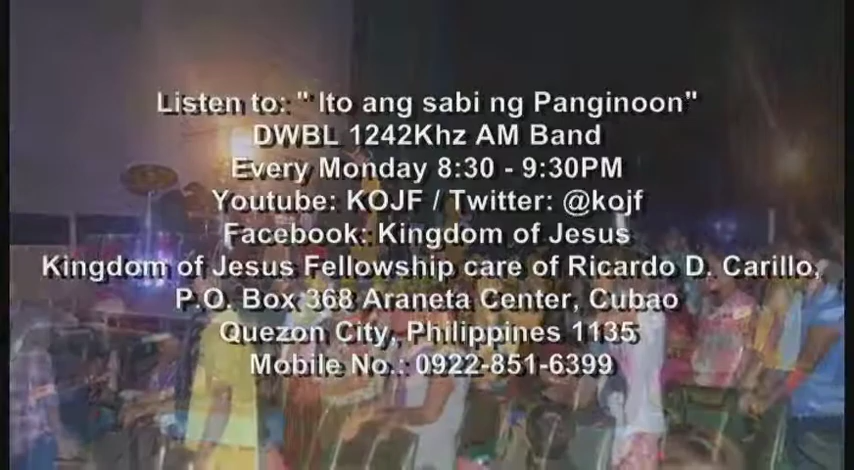 Listen to: " Ito ang sabi ng Panginoon"
DWBL 1242Khz AM Band
Every Monday 8:30 - 9:30PM
Youtube: KOJF / Twitter: @kojf
Facebook: Kingdom of Jesus
Kingdom of Jesus Fellowship care of Ricardo D. Carillo,
P.O. Box 368 Araneta Center, Cubao
Quezon City, Philippines 1135
Mobile No.: 0922-851-6399